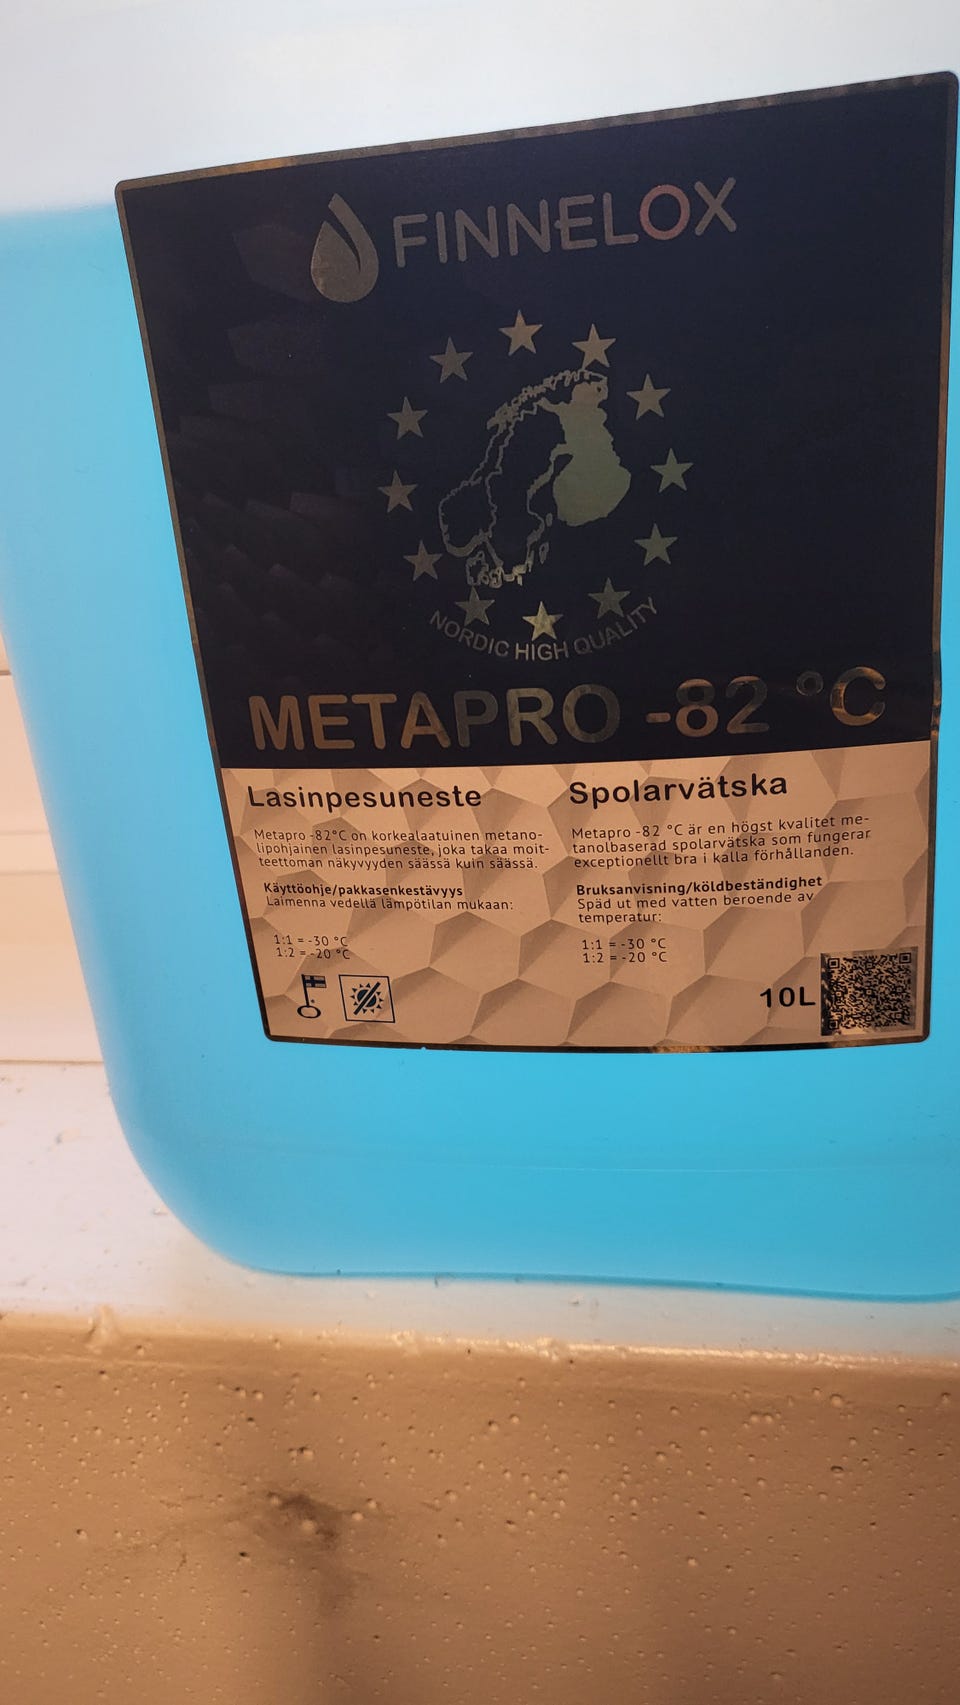 FINNELOX
NORDIC HIGH QUALITY
METAPRO -82 °C
Lasinpesuneste
Metapro -82°C on korkealaatuinen metano-
lipohjainen lasinpesuneste, joka takaa moit-
teettoman näkyvyyden säässä kuin säässä.
Käyttöohje/pakkasenkestävyys
Laimenna vedellä lämpötilan mukaan:
1:1 = -30 °C
1:2 = -20 °C
Spolarvätska
Metapro -82 °C är en högst kvalitet me-
tanolbaserad spolarvätska som fungerar
exceptionellt bra i kalla förhållanden.
Bruksanvisning/köldbeständighet
Späd ut med vatten beroende av
temperatur:
1:1 = -30 °C
1:2 = -20 °C
10L